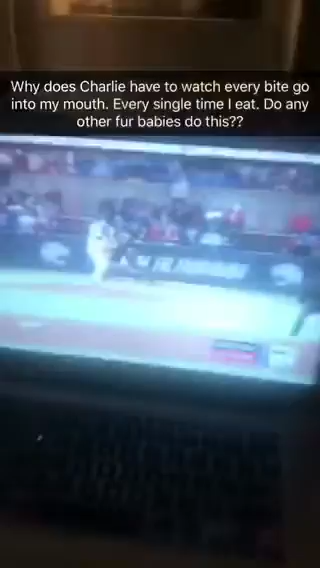 Why does Charlie have to watch every bite go
into my mouth. Every single time I eat. Do any
other fur babies do this??